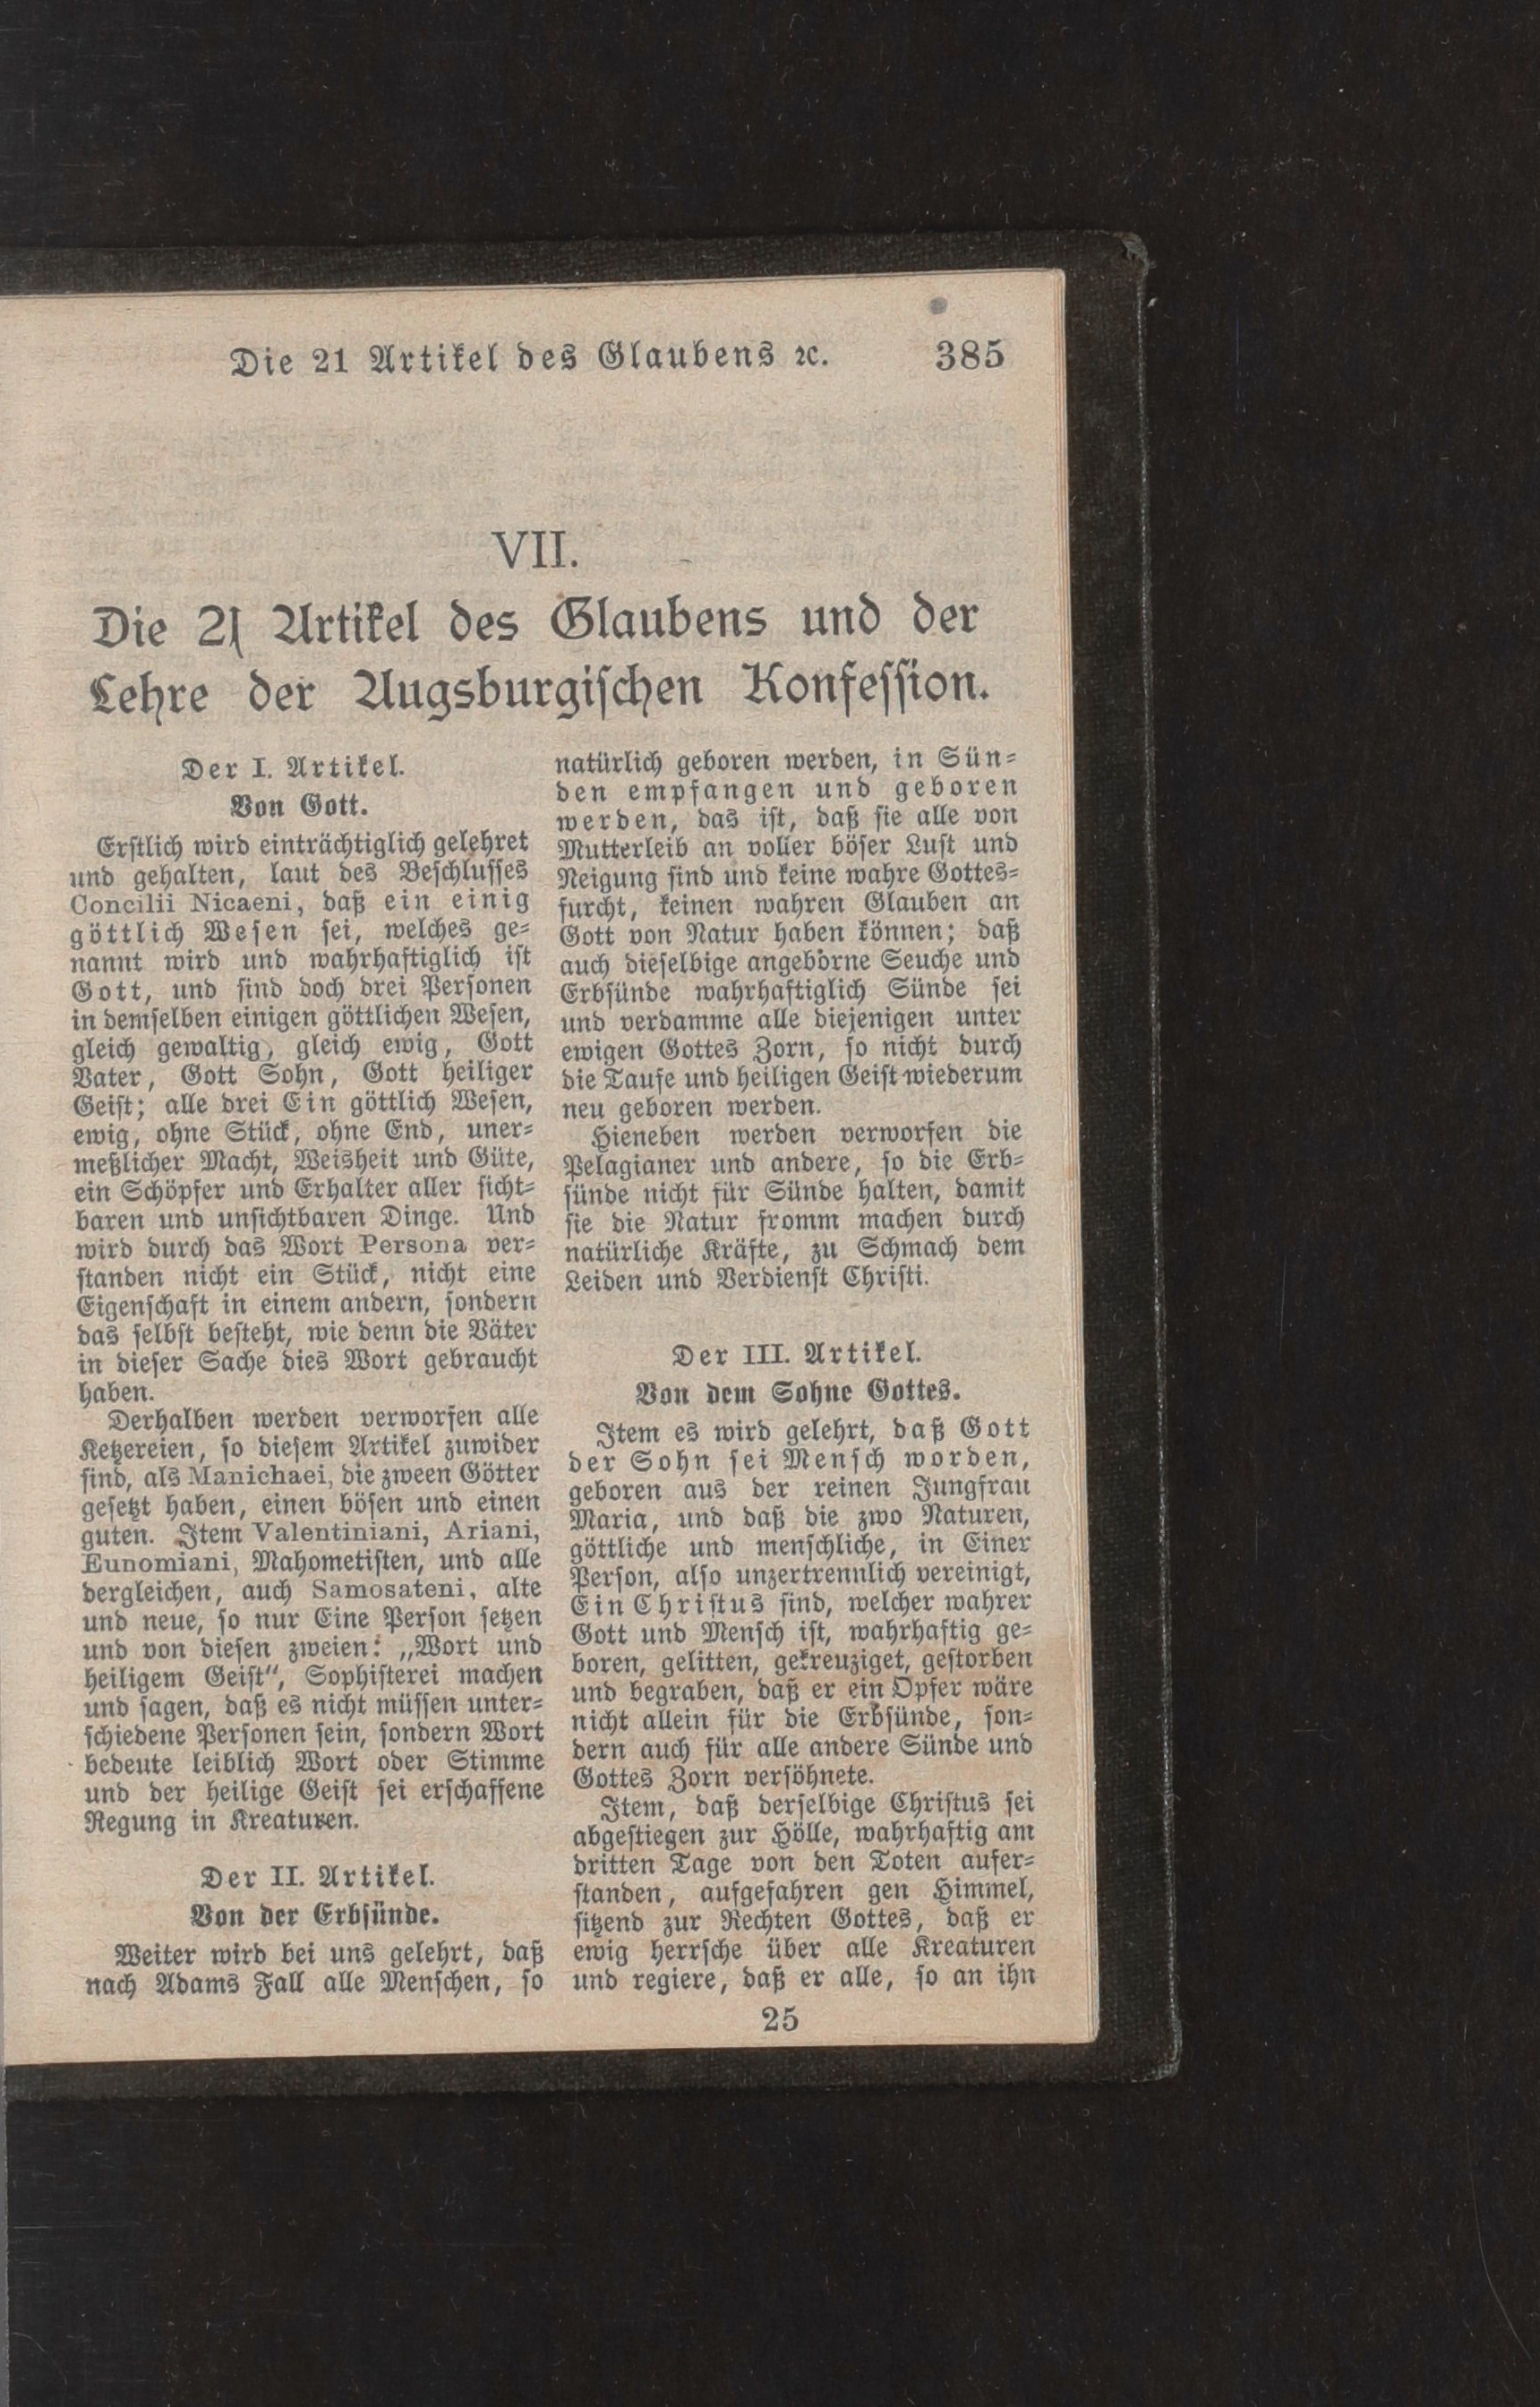 Die 21 Artikel des Glaubens ꝛc. 385
VII.
Die 21 Artikel des Glaubens und der
Lehre der Augsburgischen Konfession.
Der I. Artikel.
Von Gott.
Erstlich wird einträchtiglich gelehret
und gehalten, laut des Beschlusses
Concilii Nicaeni, daß ein einig
göttlich Wesen sei, welches ge-
nannt wird und wahrhaftiglich ist
Gott, und sind doch drei Personen
in demselben einigen göttlichen Wesen,
gleich gewaltig, gleich ewig, Gott
Vater, Gott Sohn, Gott heiliger
Geist; alle drei Ein göttlich Wesen,
ewig, ohne Stück, ohne End, uner-
meßlicher Macht, Weisheit und Güte,
ein Schöpfer und Erhalter aller sicht-
baren und unsichtbaren Dinge. Und
wird durch das Wort Persona ver-
standen nicht ein Stück, nicht eine
Eigenschaft in einem andern, sondern
das selbst besteht, wie denn die Väter
in dieser Sache dies Wort gebraucht
haben.
Derhalben werden verworfen alle
Ketzereien, so diesem Artikel zuwider
sind, als Manichaei, die zween Götter
gesetzt haben, einen bösen und einen
guten. Item Valentiniani, Ariani,
Eunomiani, Mahometisten, und alle
dergleichen, auch Samosateni, alte
und neue, so nur Eine Person setzen
und von diesen zweien: „Wort und
heiligem Geist“, Sophisterei machen
und sagen, daß es nicht müssen unter-
schiedene Personen sein, sondern Wort
bedeute leiblich Wort oder Stimme
und der heilige Geist sei erschaffene
Regung in Kreaturen.
Der II. Artikel.
Von der Erbsünde.
Weiter wird bei uns gelehrt, daß
nach Adams Fall alle Menschen, so
natürlich geboren werden, in Sün-
den empfangen und geboren
werden, das ist, daß sie alle von
Mutterleib an voller böser Lust und
Neigung sind und keine wahre Gottes-
furcht, keinen wahren Glauben an
Gott von Natur haben können; daß
auch dieselbige angeborne Seuche und
Erbsünde wahrhaftiglich Sünde sei
und verdamme alle diejenigen unter
ewigen Gottes Zorn, so nicht durch
die Taufe und heiligen Geist wiederum
neu geboren werden.
Hieneben werden verworfen die
Pelagianer und andere, so die Erb-
sünde nicht für Sünde halten, damit
sie die Natur fromm machen durch
natürliche Kräfte, zu Schmach dem
Leiden und Verdienst Christi.
Der III. Artikel.
Von dem Sohne Gottes.
Item es wird gelehrt, daß Gott
der Sohn sei Mensch worden,
geboren aus der reinen Jungfrau
Maria, und daß die zwo Naturen,
göttliche und menschliche, in Einer
Person, also unzertrennlich vereinigt,
Ein Christus sind, welcher wahrer
Gott und Mensch ist, wahrhaftig ge-
boren, gelitten, gekreuziget, gestorben
und begraben, daß er ein Opfer wäre
nicht allein für die Erbsünde, son-
dern auch für alle andere Sünde und
Gottes Zorn versöhnete.
Item, daß derselbige Christus sei
abgestiegen zur Hölle, wahrhaftig am
dritten Tage von den Toten aufer-
standen, aufgefahren gen Himmel,
sitzend zur Rechten Gottes, daß er
ewig herrsche über alle Kreaturen
und regiere, daß er alle, so an ihn
25